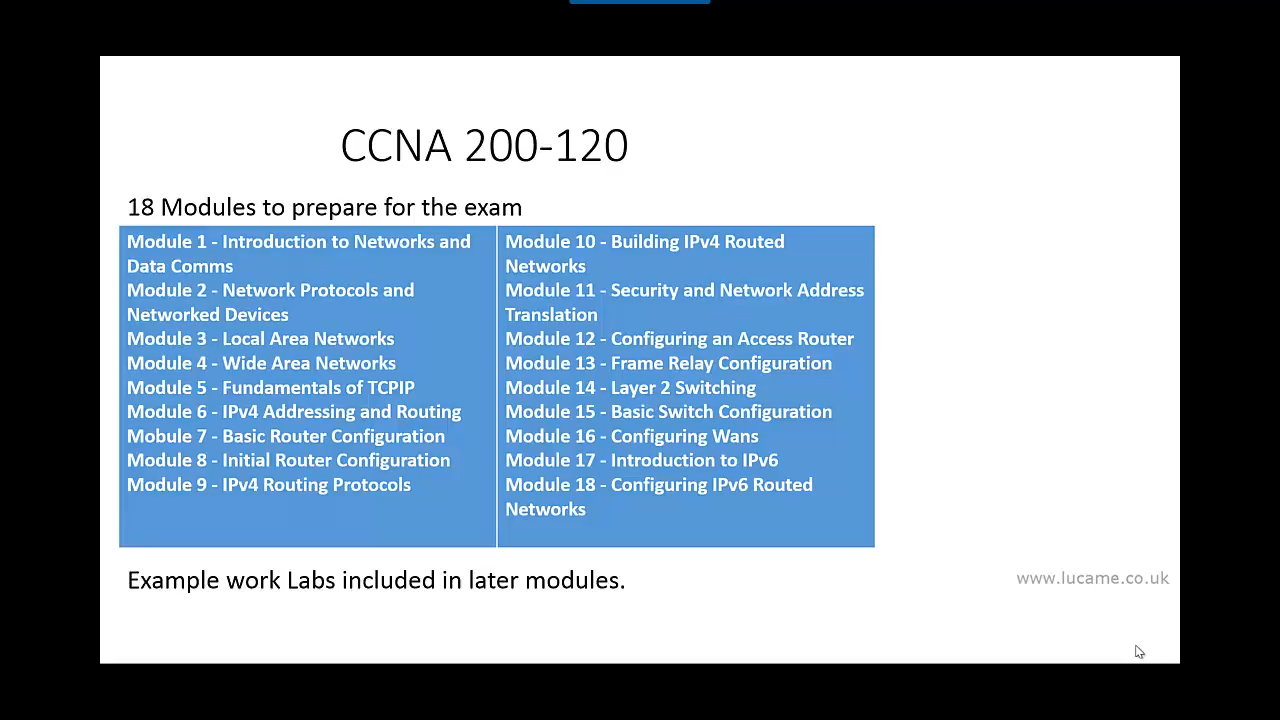 CCNA 200-120
18 Modules to prepare for the exam
Module 1 - Introduction to Networks and
Data Comms
Module 2 - Network Protocols and
Networked Devices
Module 3 - Local Area Networks
Module 4 - Wide Area Networks
Module 5 - Fundamentals of TCPIP
Module 6 - IPv4 Addressing and Routing
Mobule 7 - Basic Router Configuration
Module 8 - Initial Router Configuration
Module 9 - IPv4 Routing Protocols
Module 10 - Building IPv4 Routed
Networks
Module 11 - Security and Network Address
Translation
Module 12 - Configuring an Access Router
Module 13 - Frame Relay Configuration
Module 14 - Layer 2 Switching
Module 15 - Basic Switch Configuration
Module 16 - Configuring Wans
Module 17 - Introduction to IPv6
Module 18 - Configuring IPv6 Routed
Networks
Example work Labs included in later modules.
www.lucame.co.uk